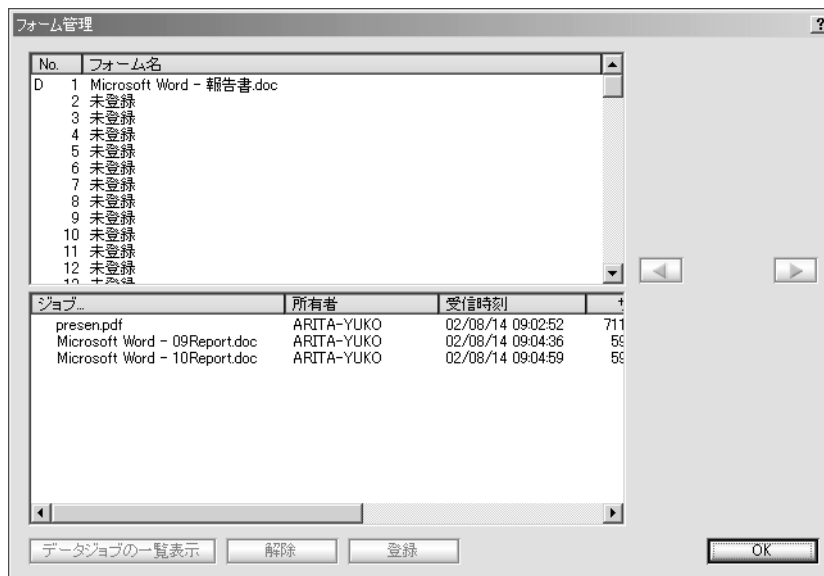 フォーム管理
?
No. フォーム名
D 1 Microsoft Word - 報告書.doc
2 未登録
3 未登録
4 未登録
5 未登録
6 未登録
7 未登録
8 未登録
9 未登録
10 未登録
11 未登録
12 未登録
ジョブ... 所有者 受信時刻
presen.pdf ARITA-YUKO 02/08/14 09:02:52 711
Microsoft Word - 09Report.doc ARITA-YUKO 02/08/14 09:04:36 59
Microsoft Word - 10Report.doc ARITA-YUKO 02/08/14 09:04:59 59
データジョブの一覧表示 解除 登録 OK